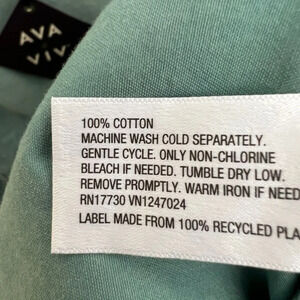 AVA
VIV
100% COTTON
MACHINE WASH COLD SEPARATELY.
GENTLE CYCLE. ONLY NON-CHLORINE
BLEACH IF NEEDED. TUMBLE DRY LOW.
REMOVE PROMPTLY. WARM IRON IF NEED
RN17730 VN1247024
LABEL MADE FROM 100% RECYCLED PLA